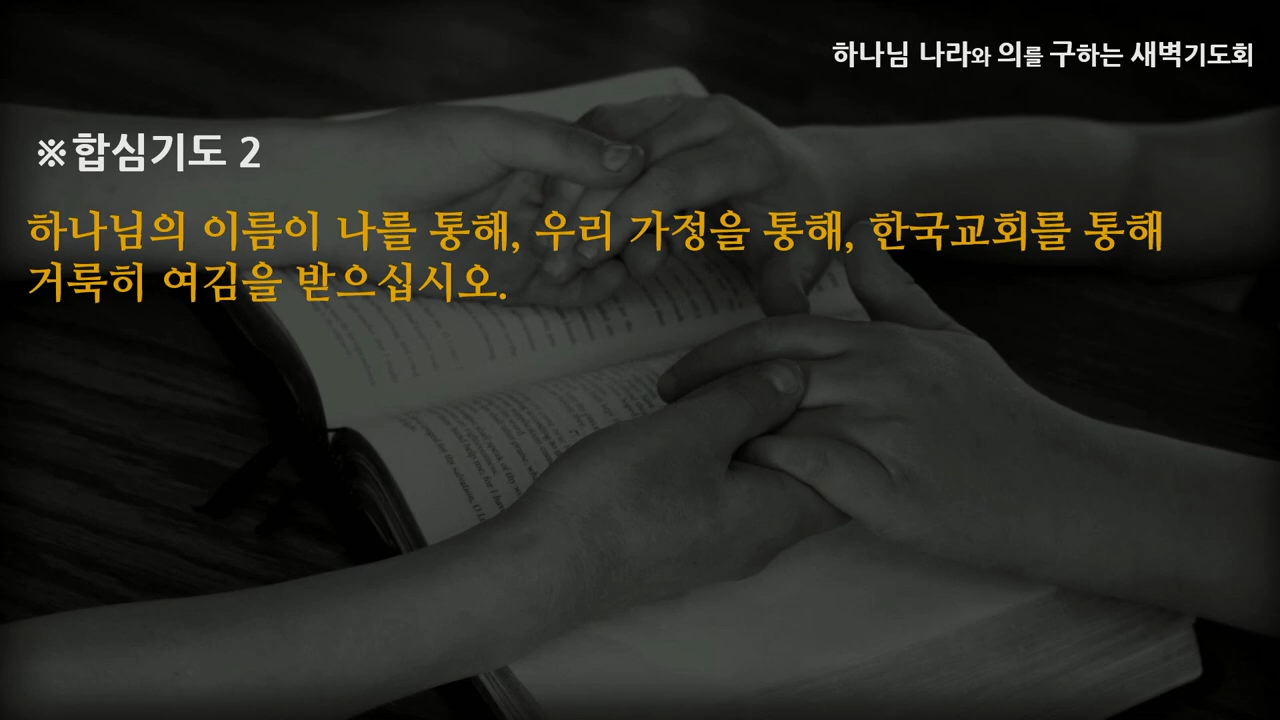 하나님 나라와 의를 구하는 새벽기도회
※합심기도 2
하나님의 이름이 나를 통해, 우리 가정을 통해, 한국교회를 통해
거룩히 여김을 받으십시오.